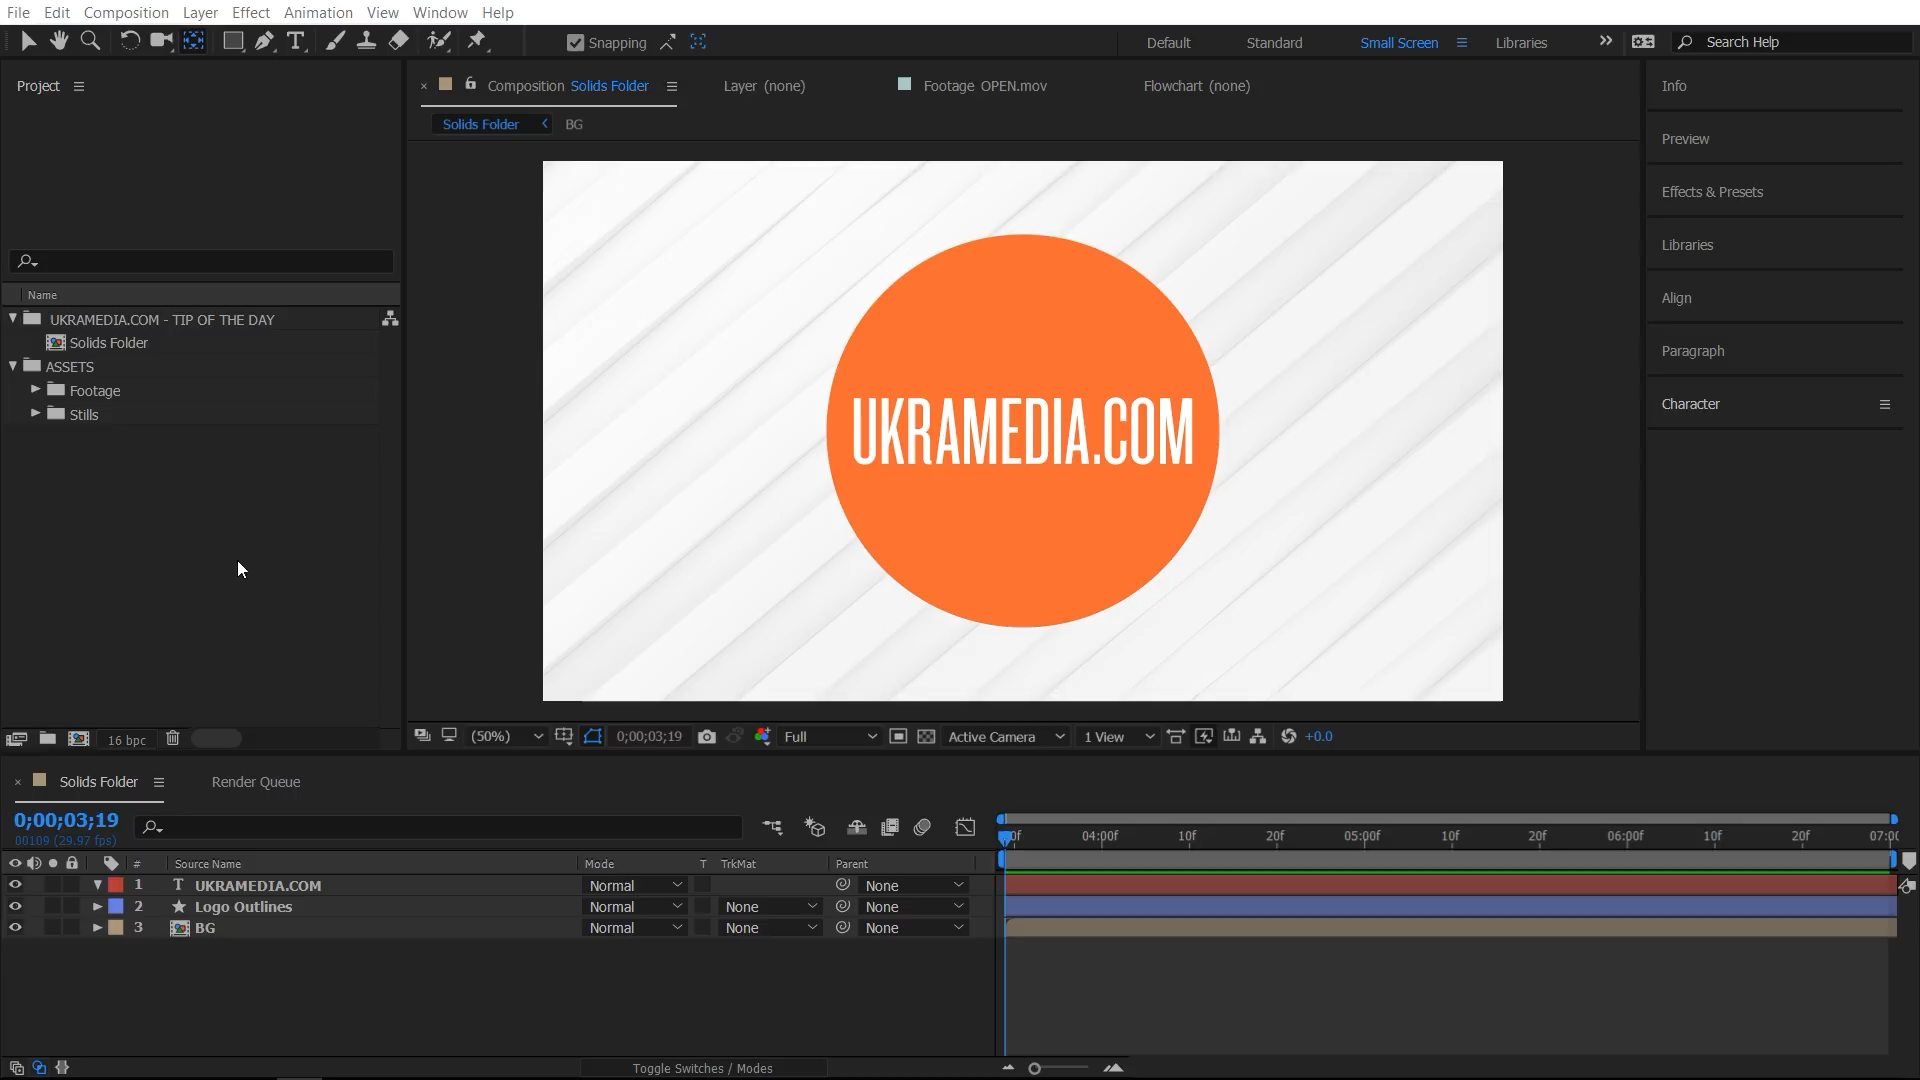 File Edit Composition Layer Effect Animation View Window Help
Snapping Default Standard Small Screen Libraries Search Help
Project Composition Solids Folder Layer (none) Footage OPEN.mov Flowchart (none) Info
Solids Folder BG
Preview
Effects & Presets
Libraries
Name
Align
UKRAMEDIA.COM - TIP OF THE DAY
Solids Folder
Paragraph
ASSETS
Footage
Character
Stills
UKRAMEDIA.COM
16 bpc (50%) 0;00;03;19 Full Active Camera 1 View +0.0
Solids Folder Render Queue
0;00;03;19
00109 (29.97 fps)
04:00f 10f 20f 05:00f 10f 20f 06:00f 10f 20f
# Source Name Mode T TrkMat Parent
1 T UKRAMEDIA.COM Normal None
2 Logo Outlines Normal None None
3 BG Normal None None
Toggle Switches / Modes